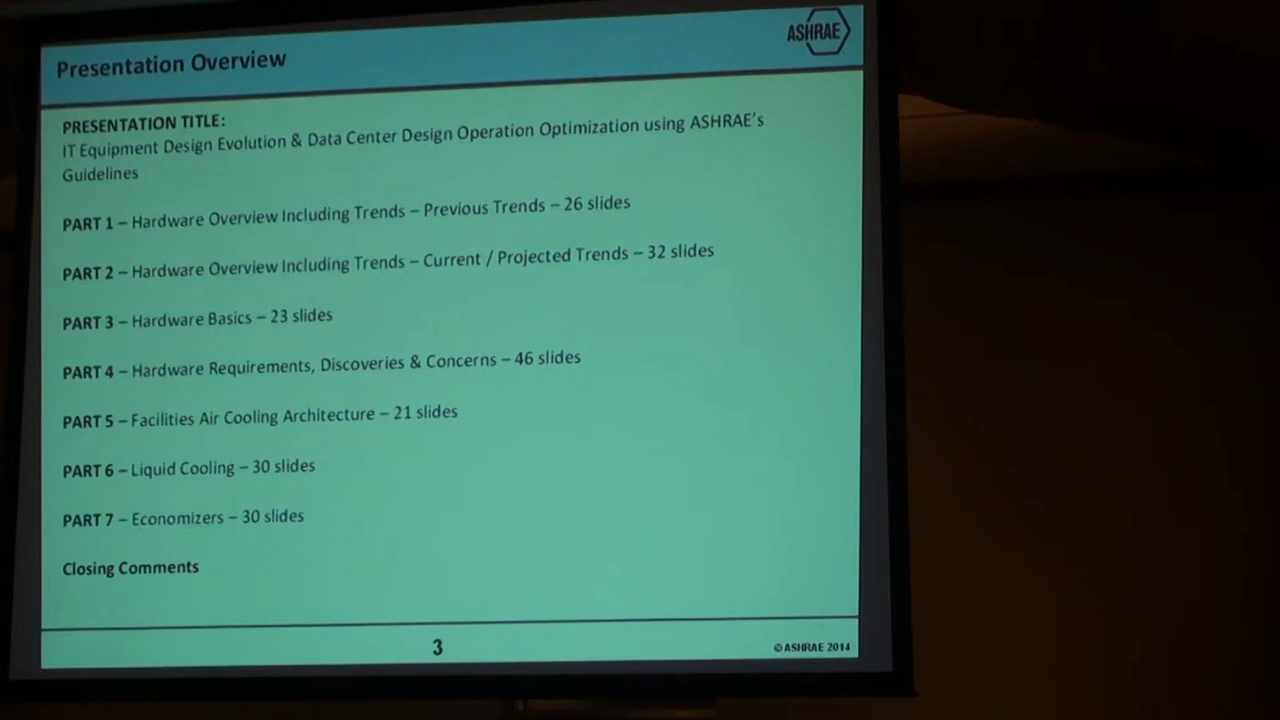 Presentation Overview
ASHRAE
PRESENTATION TITLE:
IT Equipment Design Evolution & Data Center Design Operation Optimization using ASHRAE's
Guidelines
PART 1 – Hardware Overview Including Trends – Previous Trends – 26 slides
PART 2 – Hardware Overview Including Trends – Current / Projected Trends – 32 slides
PART 3 – Hardware Basics – 23 slides
PART 4 – Hardware Requirements, Discoveries & Concerns – 46 slides
PART 5 – Facilities Air Cooling Architecture – 21 slides
PART 6 – Liquid Cooling – 30 slides
PART 7 – Economizers – 30 slides
Closing Comments
3
© ASHRAE 2014